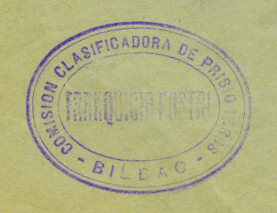 COMISION CLASIFICADORA DE PRISIONEROS
FRANQUICIA POSTAL
- BILBAO -